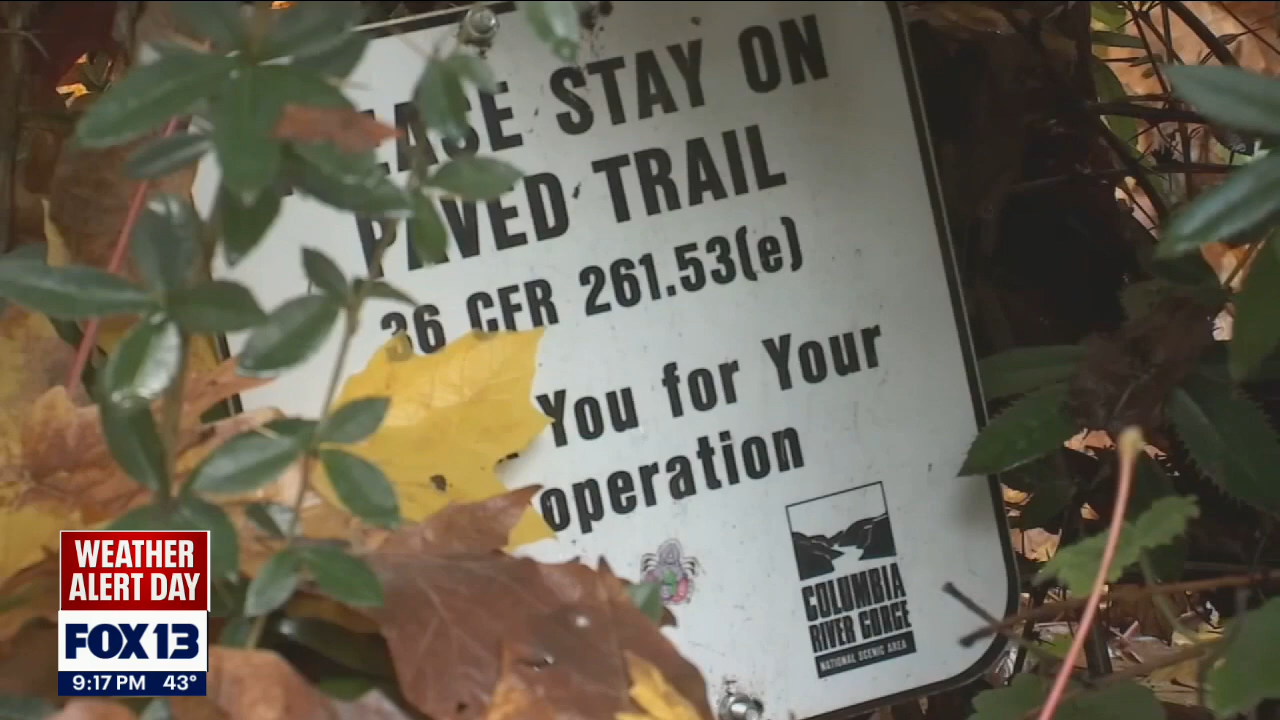 EASE STAY ON
PAVED TRAIL
36 CFR 261.53(e)
You for Your
operation
COLUMBIA
RIVER GORGE
NATIONAL SCENIC AREA
WEATHER
ALERT DAY
FOX 13
9:17 PM 43°